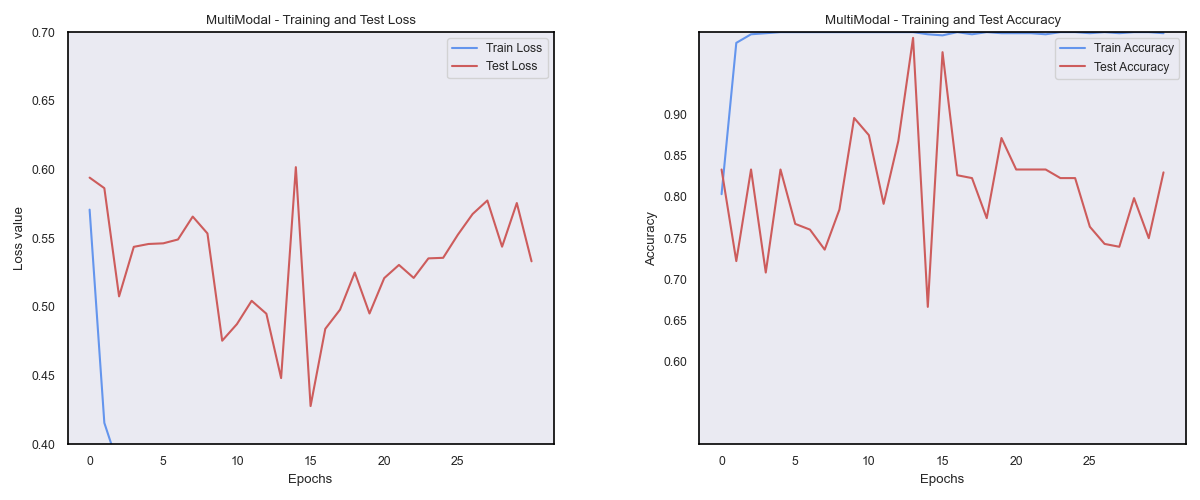 MultiModal - Training and Test Loss
0.70
0.65
0.60
0.55
0.50
0.45
0.40
Loss value
Train Loss
Test Loss
0
5
10
15
20
25
Epochs
MultiModal - Training and Test Accuracy
0.90
0.85
0.80
0.75
0.70
0.65
0.60
Accuracy
Train Accuracy
Test Accuracy
0
5
10
15
20
25
Epochs